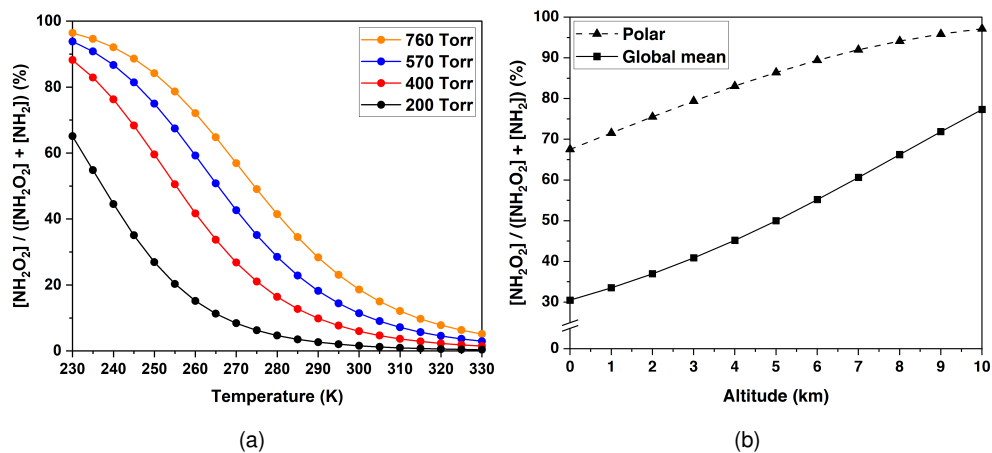 100
80
60
40
20
0
[NH2O2] / ([NH2O2] + [NH2]) (%)
760 Torr
570 Torr
400 Torr
200 Torr
230 240 250 260 270 280 290 300 310 320 330
Temperature (K)
(a)
100
90
80
70
60
50
40
30
0
[NH2O2] / ([NH2O2] + [NH2]) (%)
Polar
Global mean
0 1 2 3 4 5 6 7 8 9 10
Altitude (km)
(b)